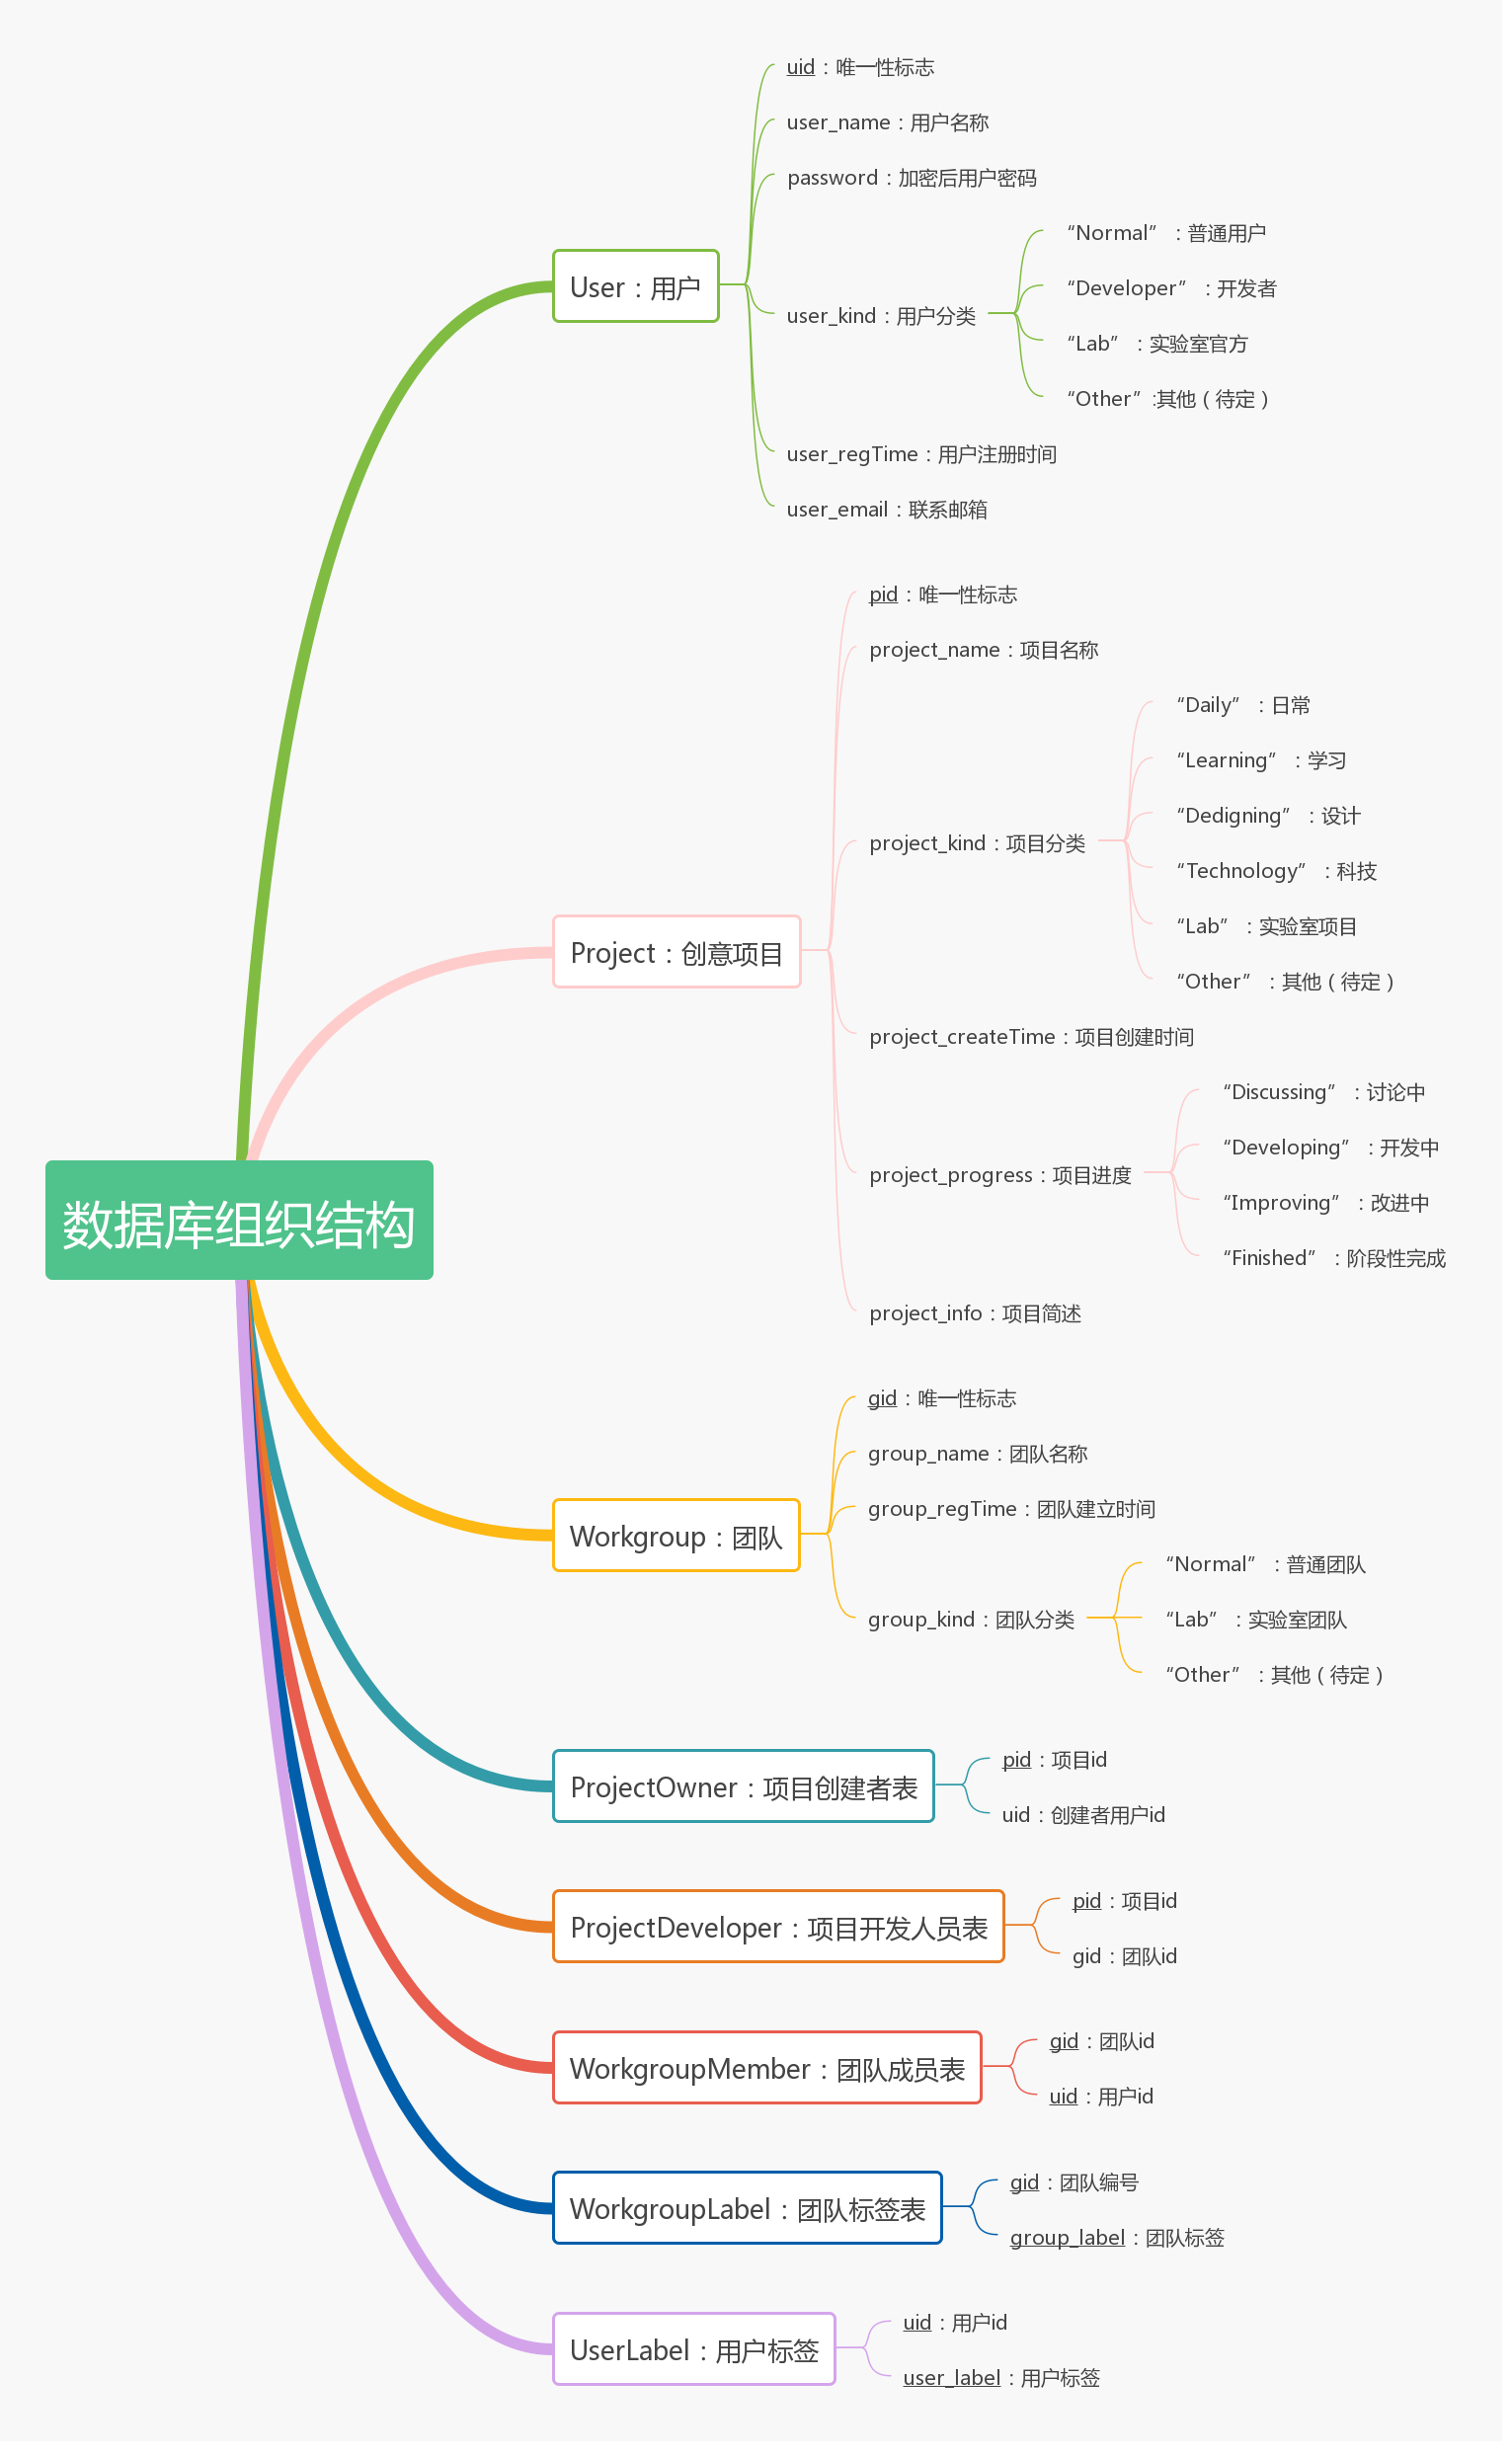 数据库组织结构
User：用户
uid：唯一性标志
user_name：用户名称
password：加密后用户密码
user_kind：用户分类
“Normal” ：普通用户
“Developer” ：开发者
“Lab” ：实验室官方
“Other”:其他（待定）
user_regTime：用户注册时间
user_email：联系邮箱
Project：创意项目
pid：唯一性标志
project_name：项目名称
project_kind：项目分类
“Daily” ：日常
“Learning” ：学习
“Dedigning” ：设计
“Technology” ：科技
“Lab” ：实验室项目
“Other” ：其他（待定）
project_createTime：项目创建时间
project_progress：项目进度
“Discussing” ：讨论中
“Developing” ：开发中
“Improving” ：改进中
“Finished” ：阶段性完成
project_info：项目简述
Workgroup：团队
gid：唯一性标志
group_name：团队名称
group_regTime：团队建立时间
group_kind：团队分类
“Normal” ：普通团队
“Lab” ：实验室团队
“Other” ：其他（待定）
ProjectOwner：项目创建者表
pid：项目id
uid：创建者用户id
ProjectDeveloper：项目开发人员表
pid：项目id
gid：团队id
WorkgroupMember：团队成员表
gid：团队id
uid：用户id
WorkgroupLabel：团队标签表
gid：团队编号
group_label：团队标签
UserLabel：用户标签
uid：用户id
user_label：用户标签